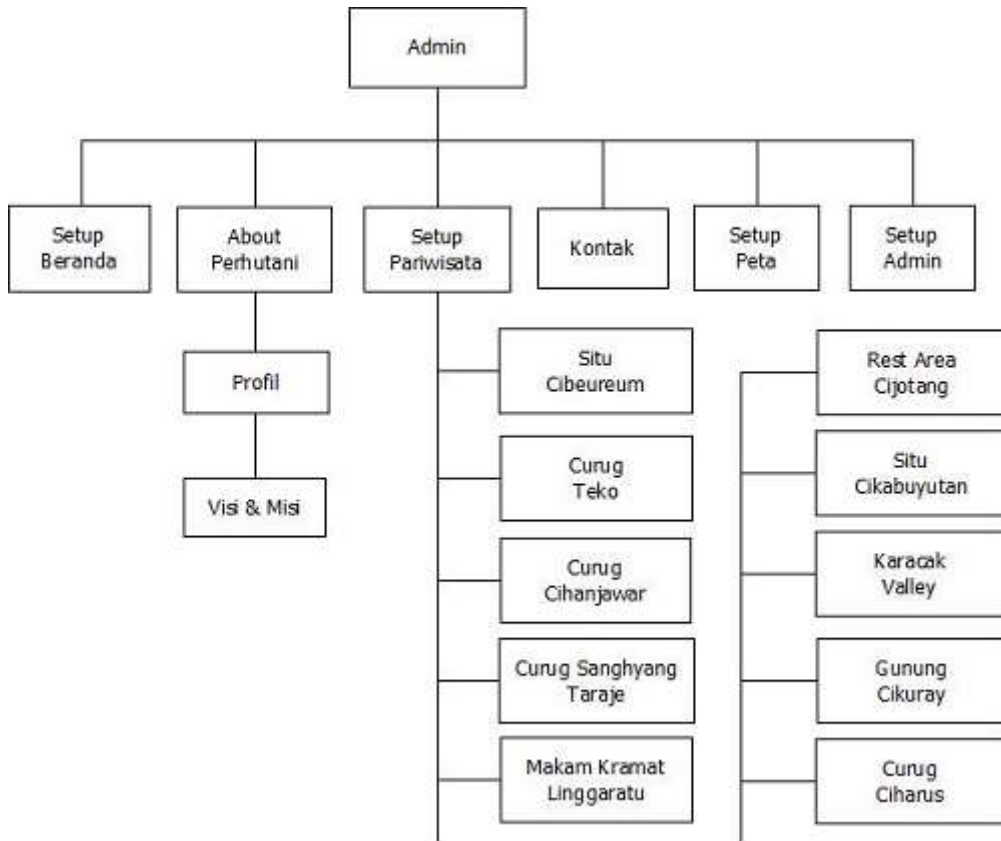 Admin
Setup
Beranda
About
Perhutani
Setup
Pariwisata
Kontak
Setup
Peta
Setup
Admin
Profil
Visi & Misi
Situ
Cibeureum
Curug
Teko
Curug
Cihanjawar
Curug Sanghyang
Taraje
Makam Kramat
Linggaratu
Rest Area
Cijotang
Situ
Cikabuyutan
Karacak
Valley
Gunung
Cikuray
Curug
Ciharus